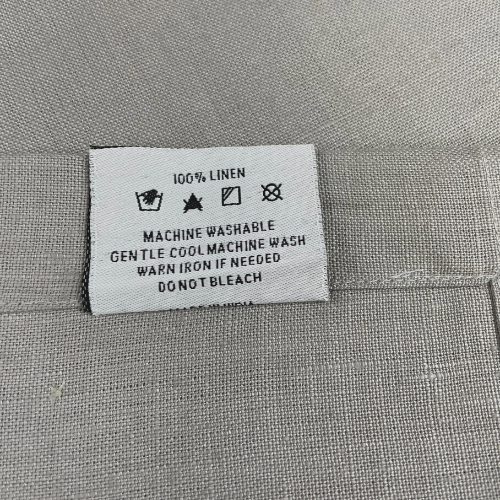 100% LINEN
MACHINE WASHABLE
GENTLE COOL MACHINE WASH
WARN IRON IF NEEDED
DO NOT BLEACH